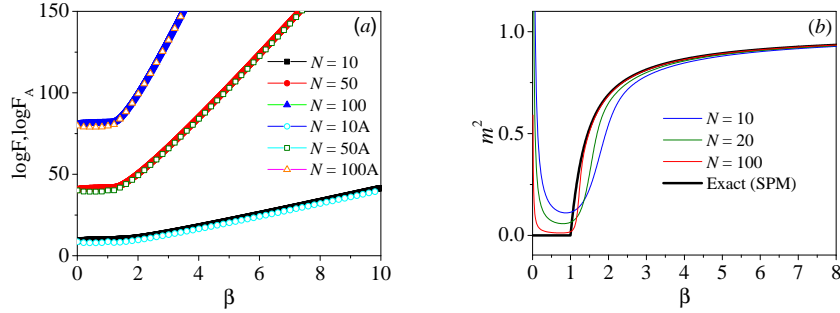 (a)
150
100
50
0
logF, logF_A
N = 10
N = 50
N = 100
N = 10A
N = 50A
N = 100A
0 2 4 6 8 10
β
(b)
1.0
0.5
0.0
m²
N = 10
N = 20
N = 100
Exact (SPM)
0 1 2 3 4 5 6 7 8
β